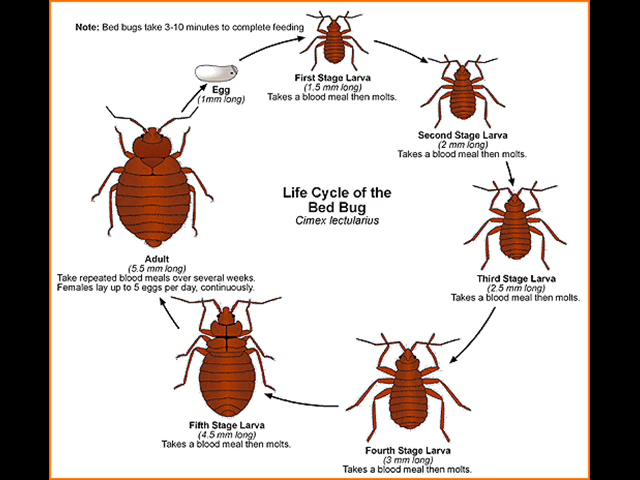 Note: Bed bugs take 3-10 minutes to complete feeding
Egg
(1mm long)
First Stage Larva
(1.5 mm long)
Takes a blood meal then molts.
Second Stage Larva
(2 mm long)
Takes a blood meal then molts.
Life Cycle of the
Bed Bug
Cimex lectularius
Third Stage Larva
(2.5 mm long)
Takes a blood meal then molts.
Fourth Stage Larva
(3 mm long)
Takes a blood meal then molts.
Fifth Stage Larva
(4.5 mm long)
Takes a blood meal then molts.
Adult
(5.5 mm long)
Take repeated blood meals over several weeks.
Females lay up to 5 eggs per day, continuously.